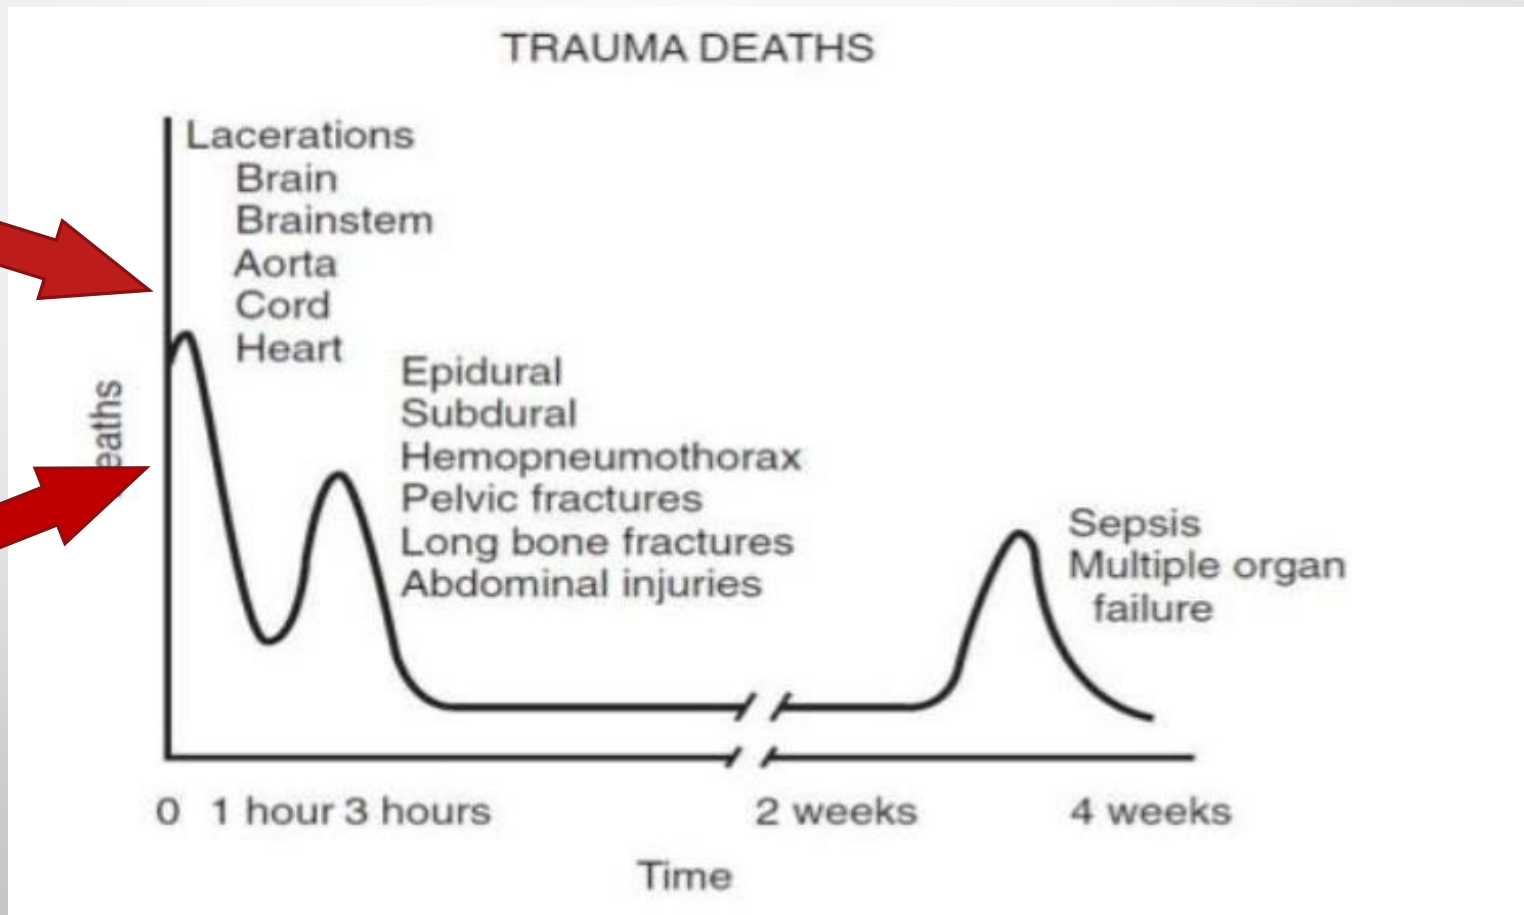 TRAUMA DEATHS
Lacerations
Brain
Brainstem
Aorta
Cord
Heart
Epidural
Subdural
Hemopneumothorax
Pelvic fractures
Long bone fractures
Abdominal injuries
Sepsis
Multiple organ
failure
eaths
0 1 hour 3 hours 2 weeks 4 weeks
Time